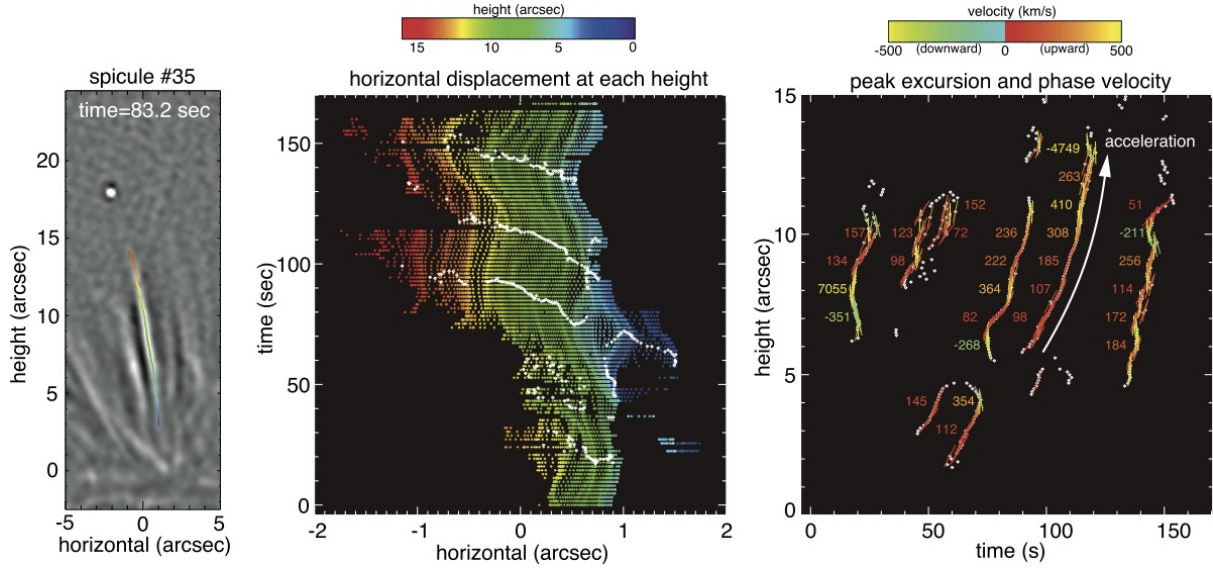 height (arcsec)
15 10 5 0
velocity (km/s)
-500 (downward) 0 (upward) 500
spicule #35
time=83.2 sec
20
15
10
5
0
height (arcsec)
-5 0 5
horizontal (arcsec)
horizontal displacement at each height
150
100
50
0
time (sec)
-2 -1 0 1 2
horizontal (arcsec)
peak excursion and phase velocity
15
10
5
0
height (arcsec)
0 50 100 150
time (s)
acceleration
-4749
263
152 410 51
157 123 72 236 308 -211
134 98 222 185 256
7055 364 107 114
-351 82 98 172
-268 184
145 354
112